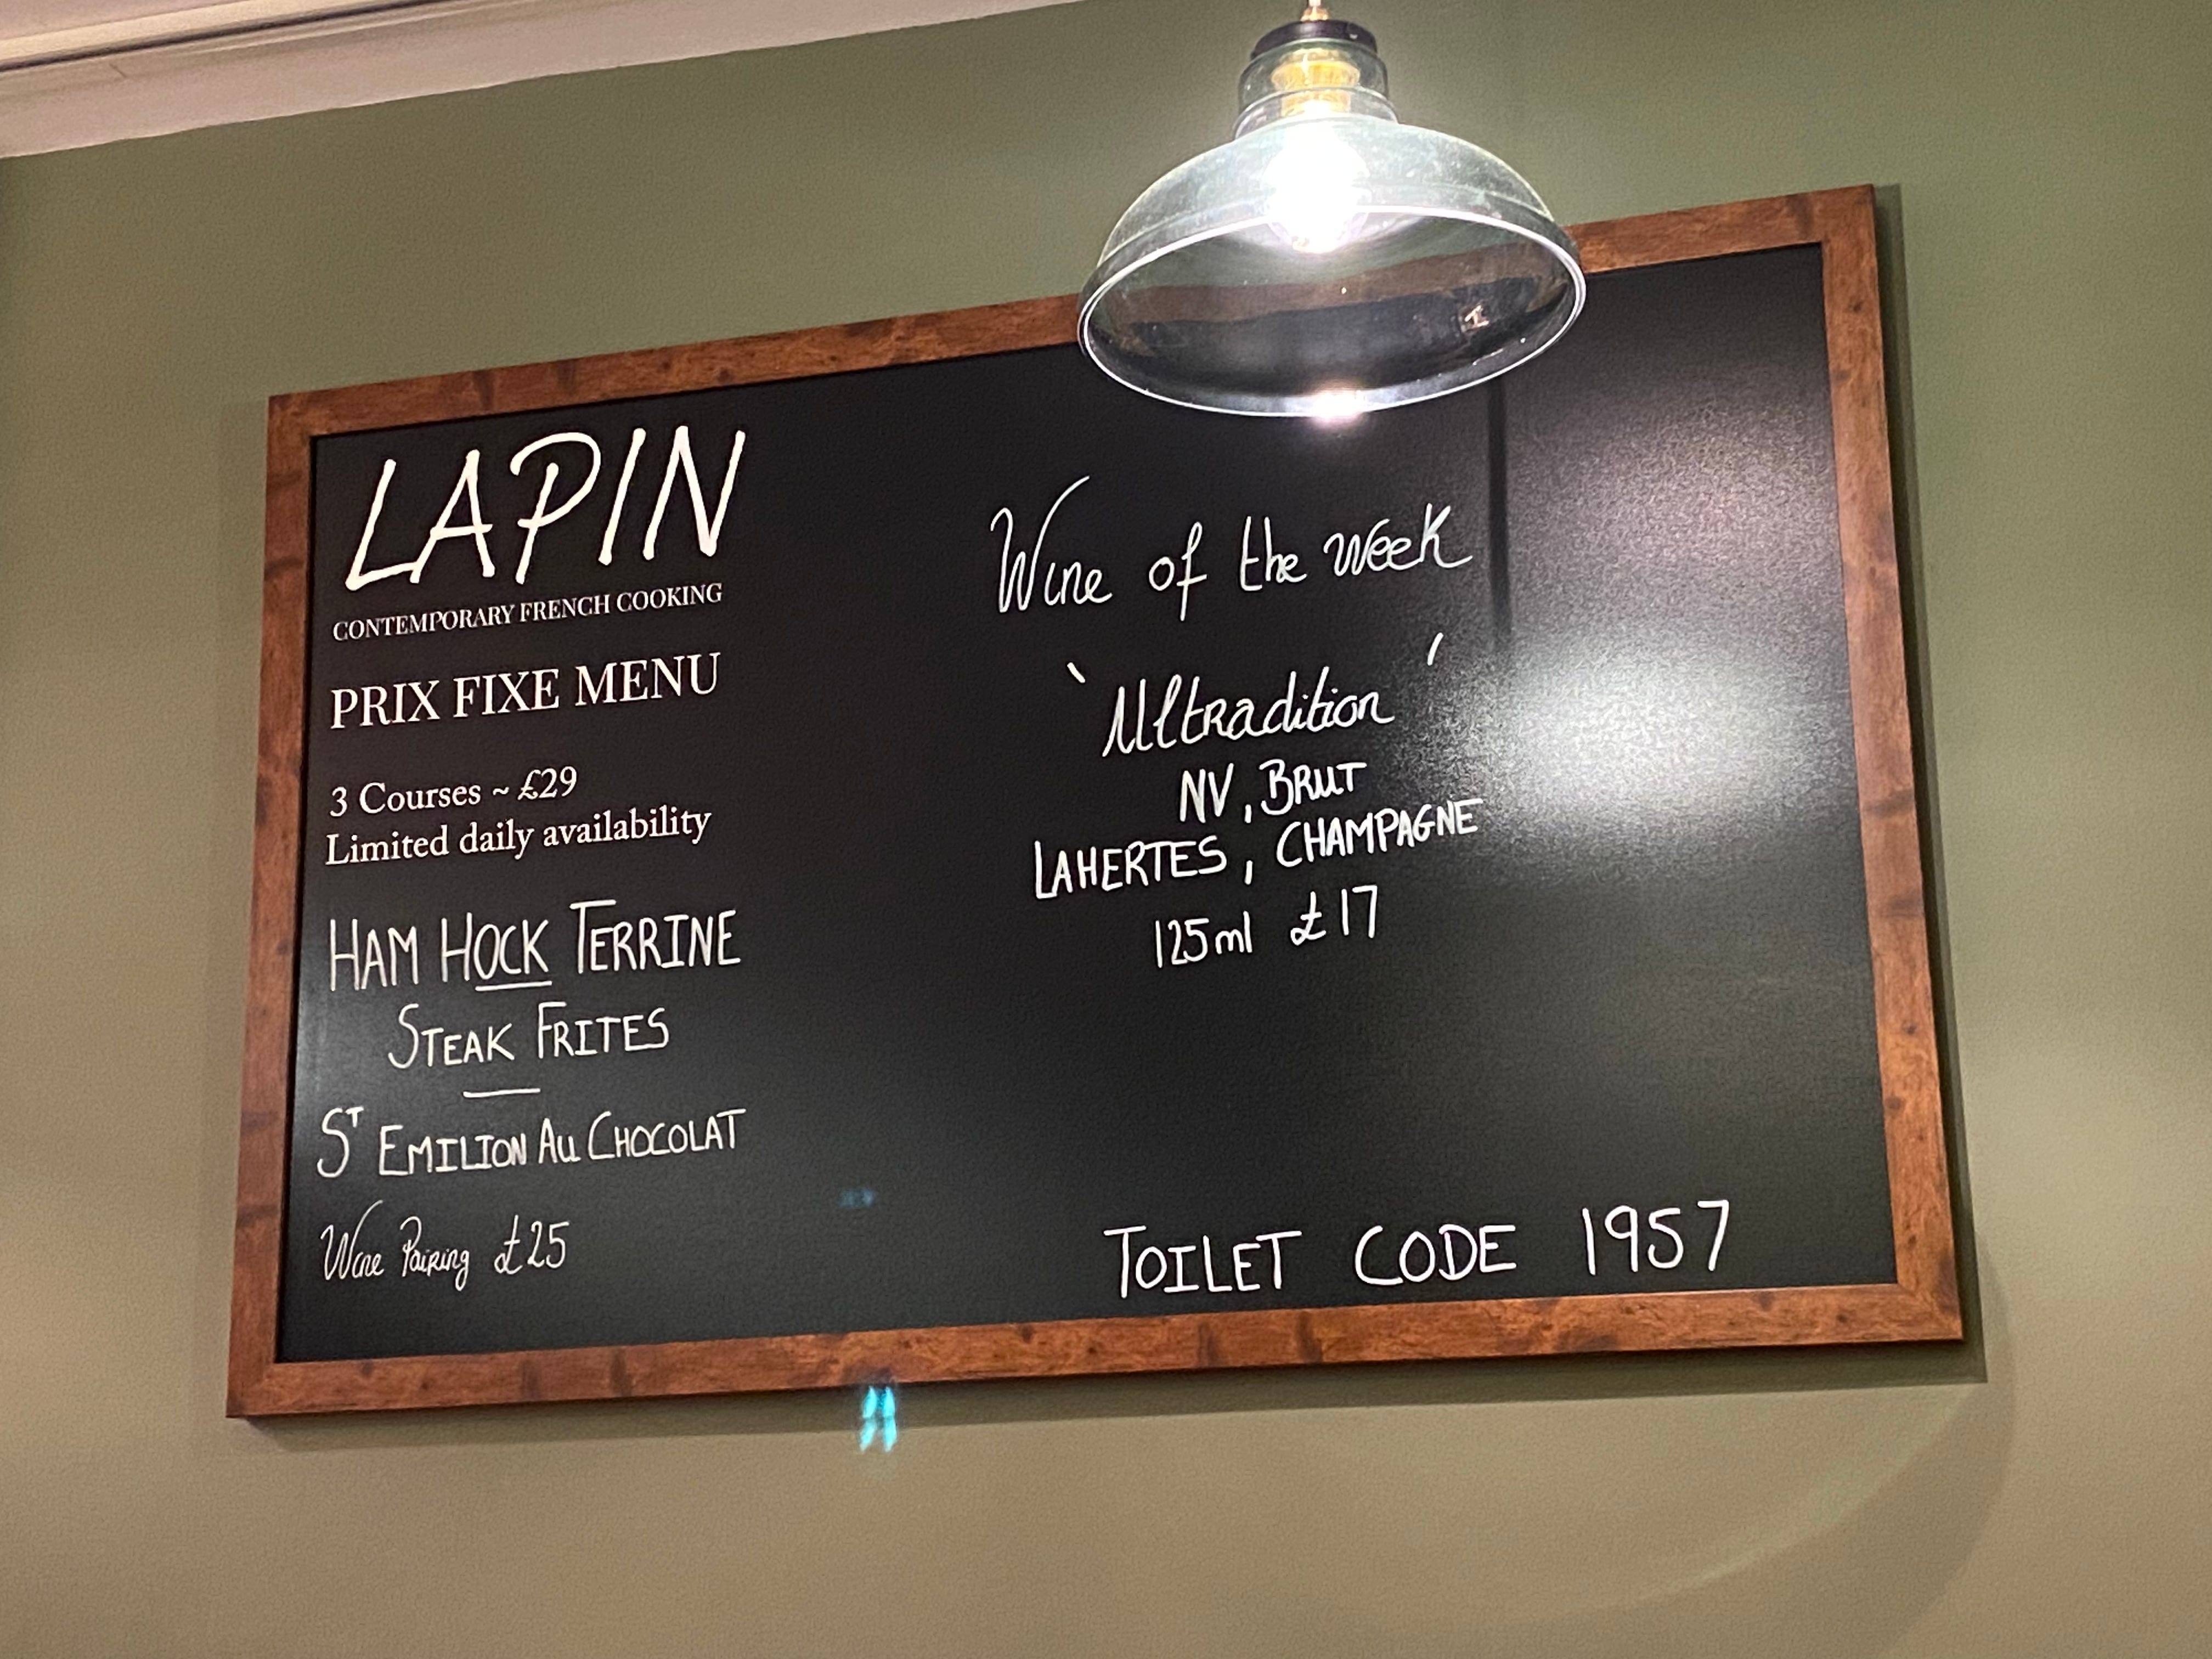 LAPIN
CONTEMPORARY FRENCH COOKING
PRIX FIXE MENU
3 Courses ~ £29
Limited daily availability
HAM HOCK TERRINE
STEAK FRITES
ST EMILION AU CHOCOLAT
Wine Pairing £25
Wine of the week
'Ultradition'
NV, BRUT
LAHERTES, CHAMPAGNE
125ml £17
TOILET CODE 1957